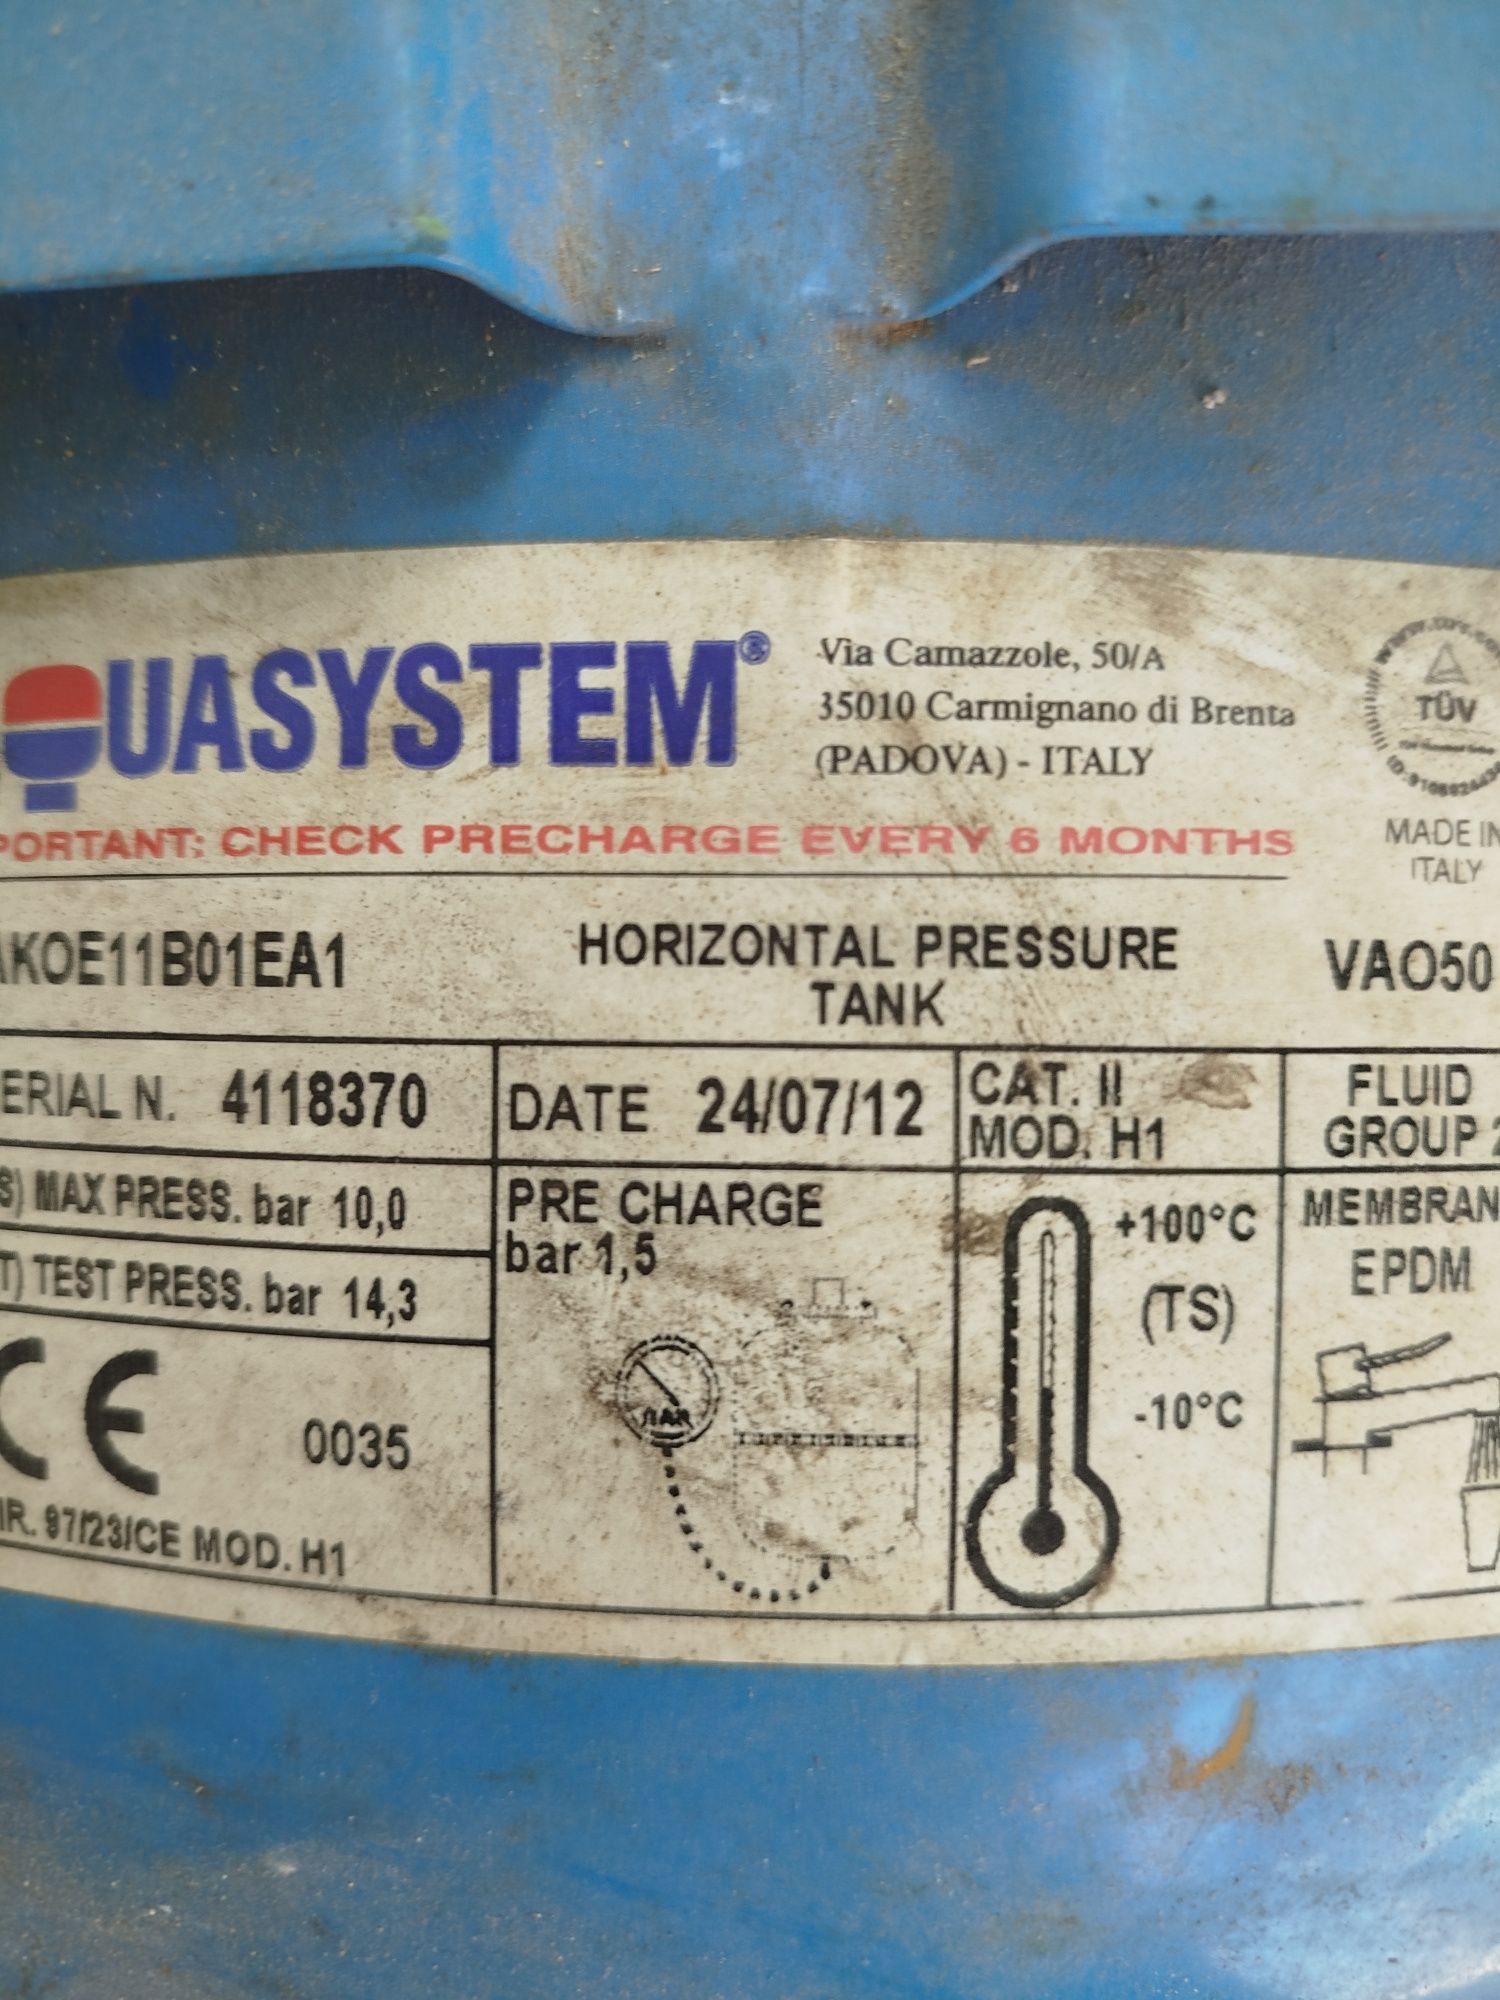 QUASYSTEM®
Via Camazzole, 50/A
35010 Carmignano di Brenta
(PADOVA) - ITALY
TÜV
MADE IN
ITALY
PORTANT: CHECK PRECHARGE EVERY 6 MONTHS
AKOE11B01EA1
HORIZONTAL PRESSURE
TANK
VAO50
ERIAL N. 4118370
DATE 24/07/12
CAT. II
MOD. H1
FLUID
GROUP 2
S) MAX PRESS. bar 10,0
T) TEST PRESS. bar 14,3
PRE CHARGE
bar 1,5
+100°C
(TS)
-10°C
MEMBRAN
EPDM
CE 0035
IR. 97/23/CE MOD. H1